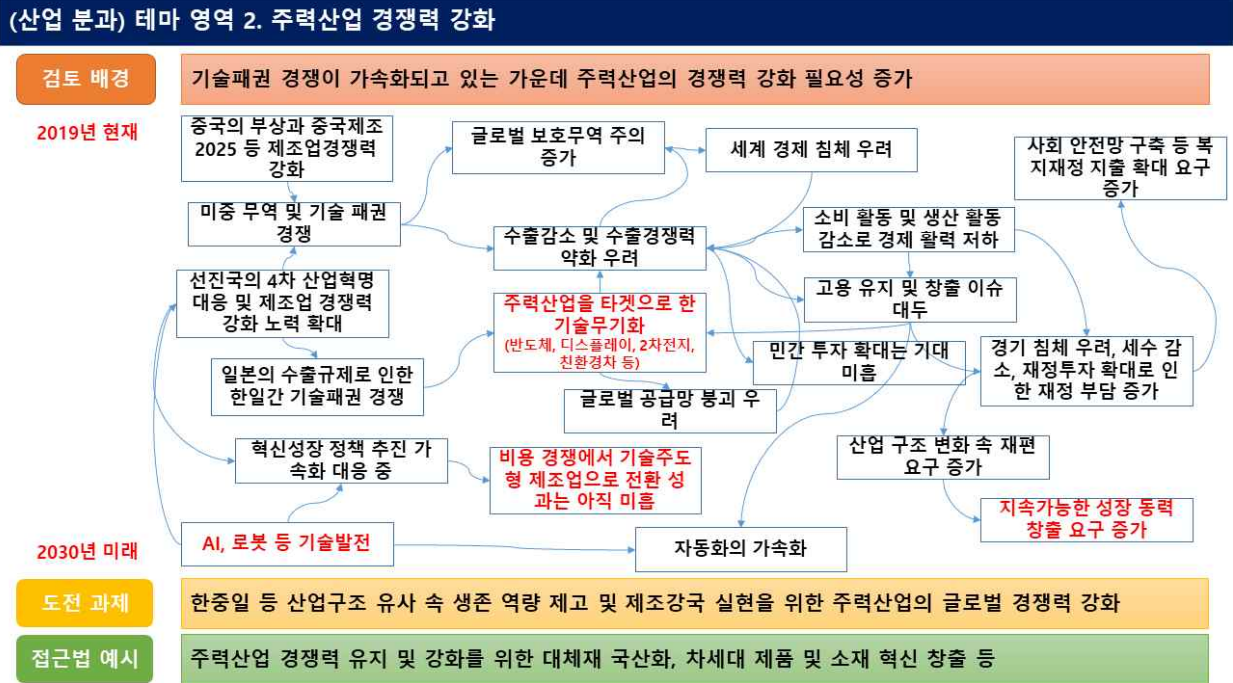 (산업 분과) 테마 영역 2. 주력산업 경쟁력 강화
검토 배경
기술패권 경쟁이 가속화되고 있는 가운데 주력산업의 경쟁력 강화 필요성 증가
2019년 현재
중국의 부상과 중국제조
2025 등 제조업경쟁력
강화
글로벌 보호무역 주의
증가
세계 경제 침체 우려
사회 안전망 구축 등 복
지재정 지출 확대 요구
증가
미중 무역 및 기술 패권
경쟁
수출감소 및 수출경쟁력
약화 우려
소비 활동 및 생산 활동
감소로 경제 활력 저하
선진국의 4차 산업혁명
대응 및 제조업 경쟁력
강화 노력 확대
주력산업을 타겟으로 한
기술무기화
(반도체, 디스플레이, 2차전지,
친환경차 등)
고용 유지 및 창출 이슈
대두
일본의 수출규제로 인한
한일간 기술패권 경쟁
글로벌 공급망 붕괴 우
려
민간 투자 확대는 기대
미흡
경기 침체 우려, 세수 감
소, 재정투자 확대로 인
한 재정 부담 증가
혁신성장 정책 추진 가
속화 대응 중
비용 경쟁에서 기술주도
형 제조업으로 전환 성
과는 아직 미흡
산업 구조 변화 속 재편
요구 증가
지속가능한 성장 동력
창출 요구 증가
2030년 미래
AI, 로봇 등 기술발전
자동화의 가속화
도전 과제
한중일 등 산업구조 유사 속 생존 역량 제고 및 제조강국 실현을 위한 주력산업의 글로벌 경쟁력 강화
접근법 예시
주력산업 경쟁력 유지 및 강화를 위한 대체재 국산화, 차세대 제품 및 소재 혁신 창출 등